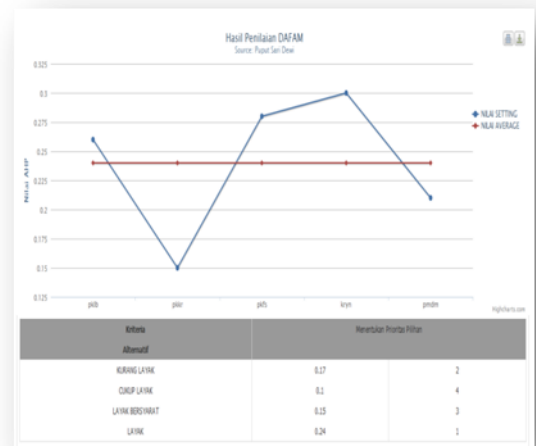 Hasil Penilaian DAFAM
Source: Puput Sari Dewi
0.325
0.3
0.275
0.25
0.225
0.2
0.175
0.15
0.125
Nilai AHP
NILAI SETTING
NILAI AVERAGE
pklb
pkfs
kryn
pmdm
Highcharts.com
Kriteria
Menentukan Prioritas Pilihan
Alternatif
KURANG LAYAK 0.17 2
CUKUP LAYAK 0.1 4
LAYAK BERSYARAT 0.15 3
LAYAK 0.24 1